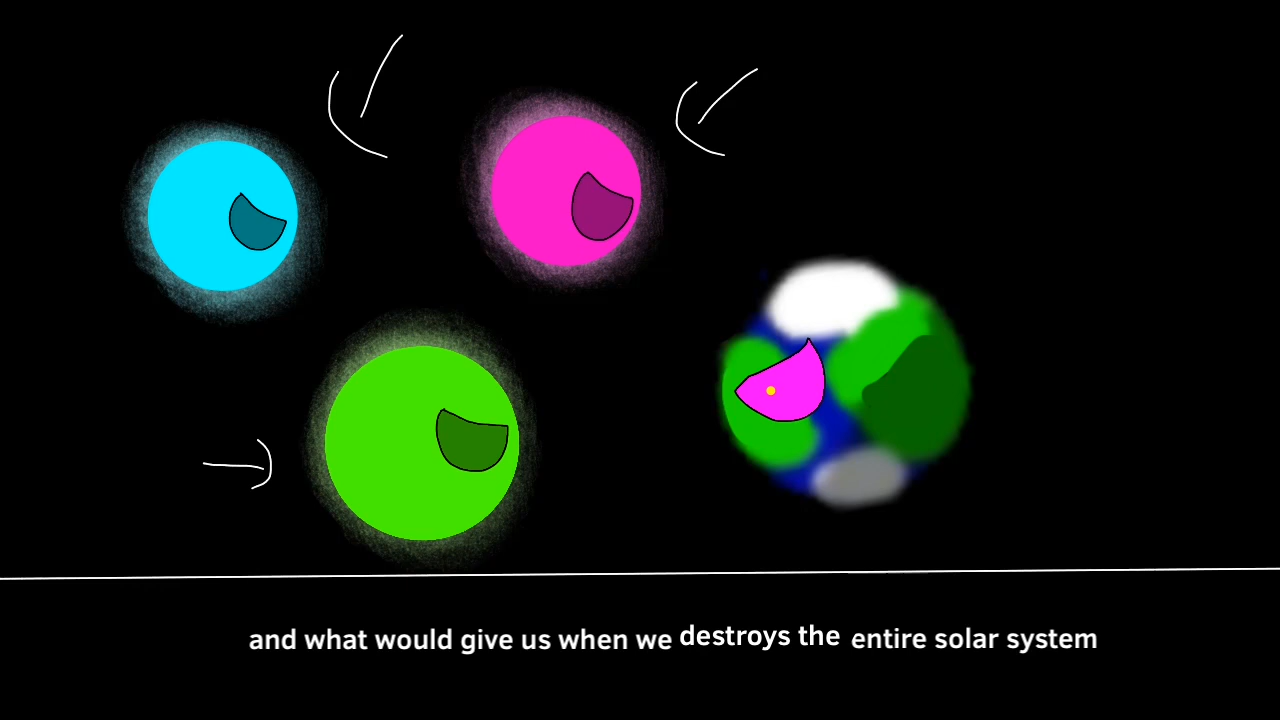 and what would give us when we destroys the entire solar system